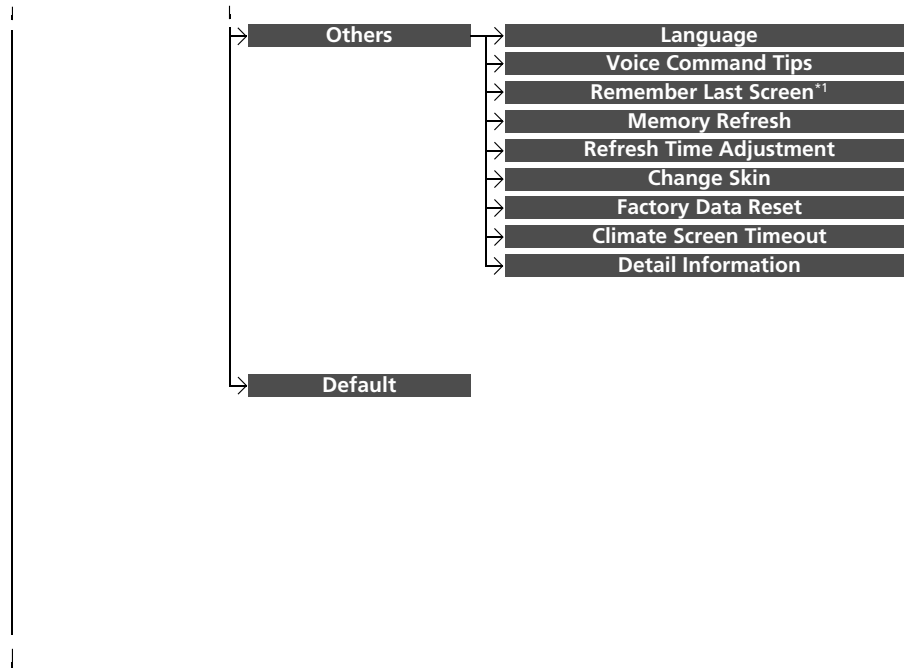 Others
Language
Voice Command Tips
Remember Last Screen*1
Memory Refresh
Refresh Time Adjustment
Change Skin
Factory Data Reset
Climate Screen Timeout
Detail Information
Default